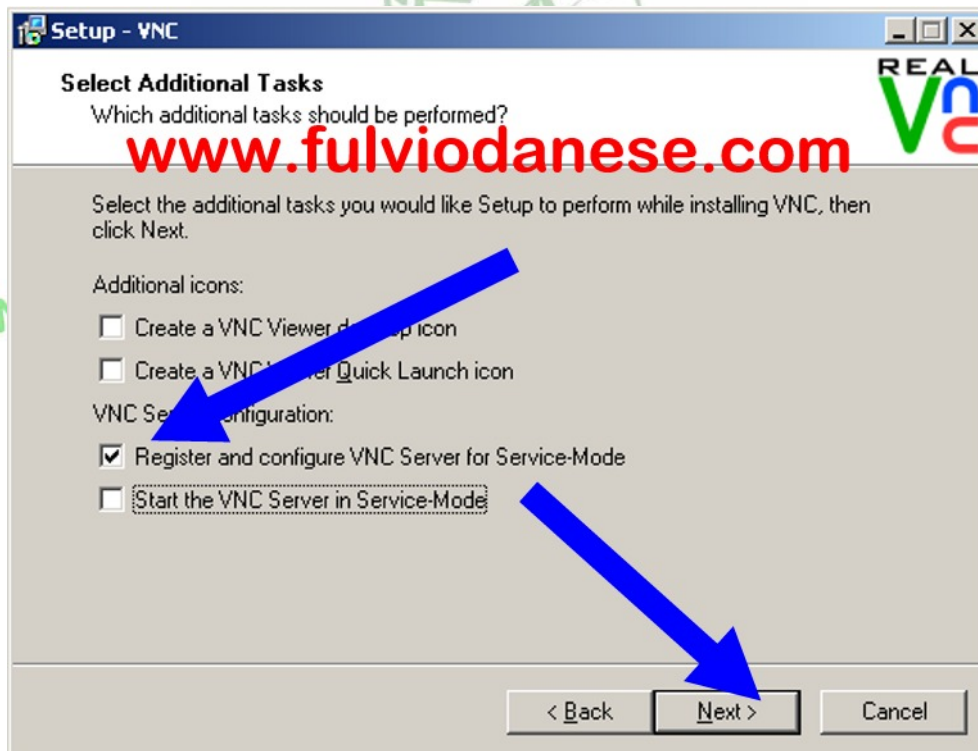 Setup - VNC
REAL
Select Additional Tasks
Which additional tasks should be performed?
www.fulviodanese.com
Select the additional tasks you would like Setup to perform while installing VNC, then
click Next.
Additional icons:
Create a VNC Viewer icon
Create a VNC Quick Launch icon
VNC
Register and configure VNC Server for Service-Mode
Start the VNC Server in Service-Mode
< Back
Next >
Cancel